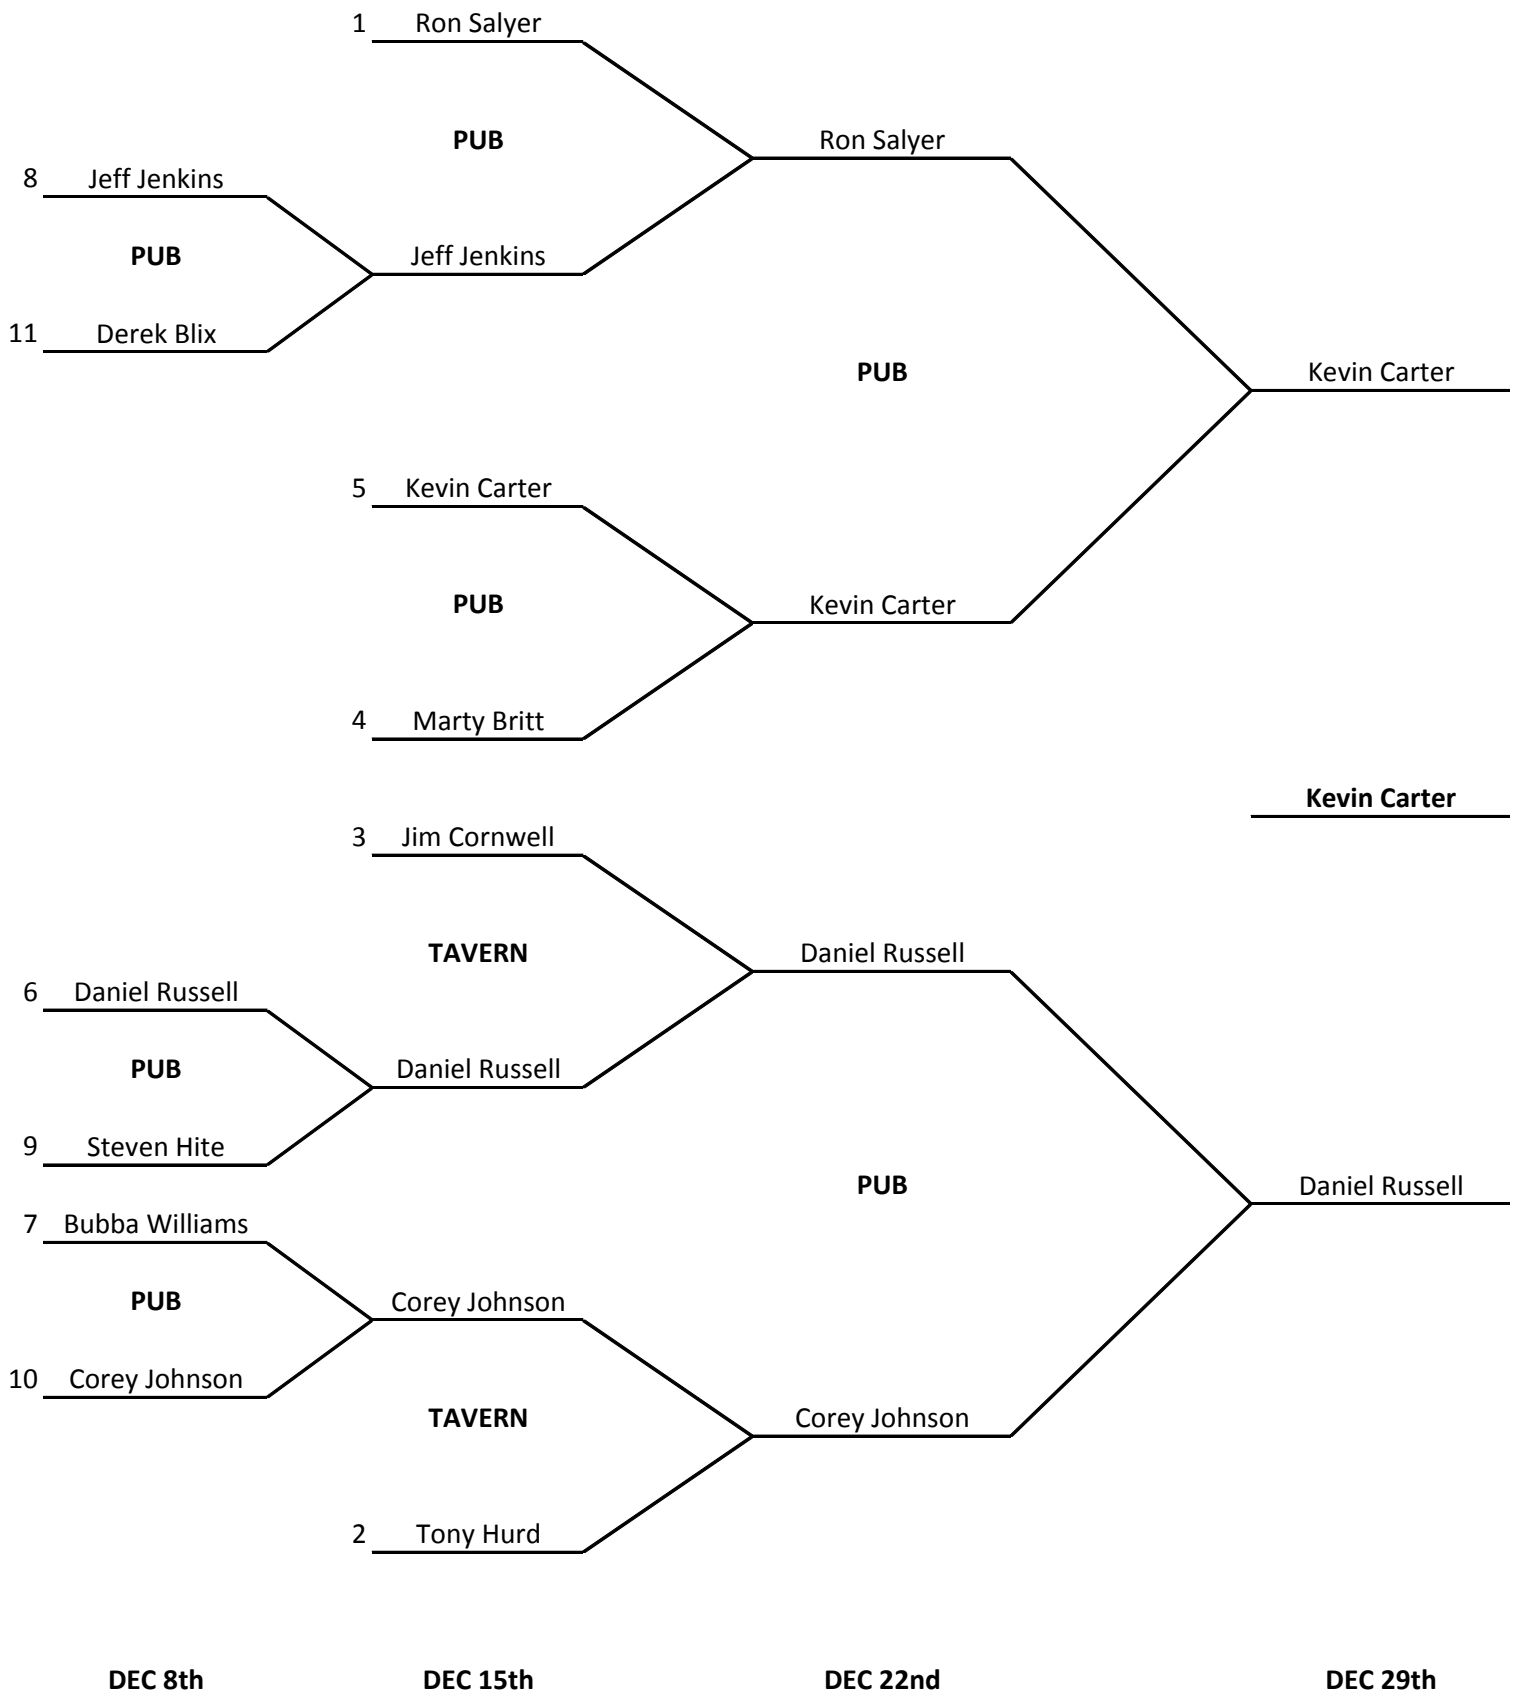 1 Ron Salyer
PUB
Ron Salyer
8 Jeff Jenkins
PUB
Jeff Jenkins
11 Derek Blix
PUB
Kevin Carter
5 Kevin Carter
PUB
Kevin Carter
4 Marty Britt
Kevin Carter
3 Jim Cornwell
TAVERN
Daniel Russell
6 Daniel Russell
PUB
Daniel Russell
9 Steven Hite
PUB
Daniel Russell
7 Bubba Williams
PUB
Corey Johnson
10 Corey Johnson
TAVERN
Corey Johnson
2 Tony Hurd
DEC 8th DEC 15th DEC 22nd DEC 29th